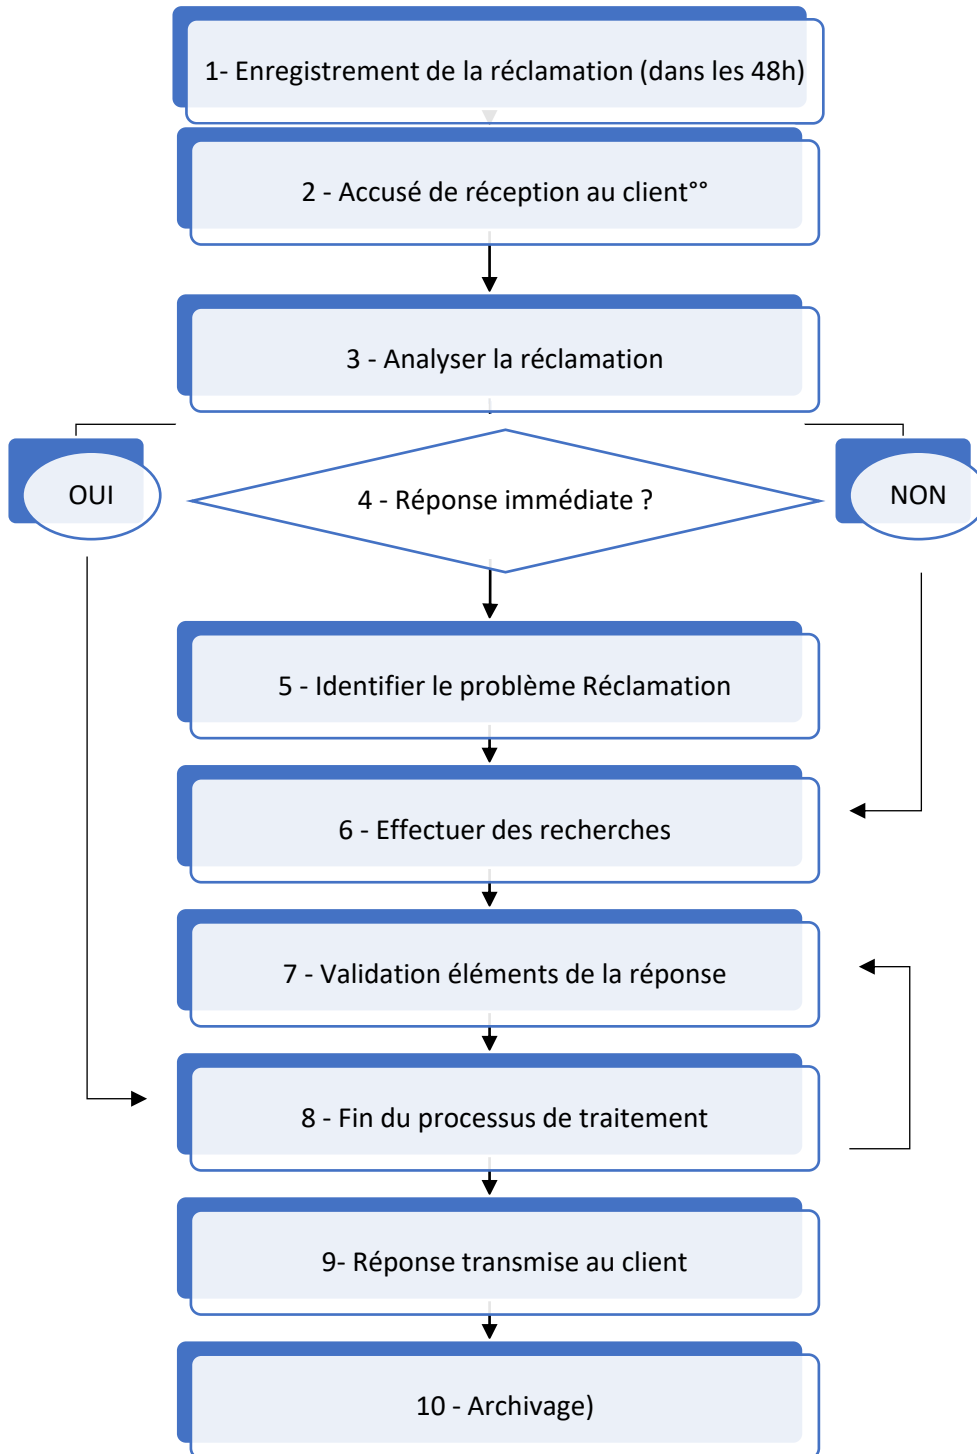 1- Enregistrement de la réclamation (dans les 48h)
2 - Accusé de réception au client°°
3 - Analyser la réclamation
OUI
4 - Réponse immédiate ?
NON
5 - Identifier le problème Réclamation
6 - Effectuer des recherches
7 - Validation éléments de la réponse
8 - Fin du processus de traitement
9- Réponse transmise au client
10 - Archivage)